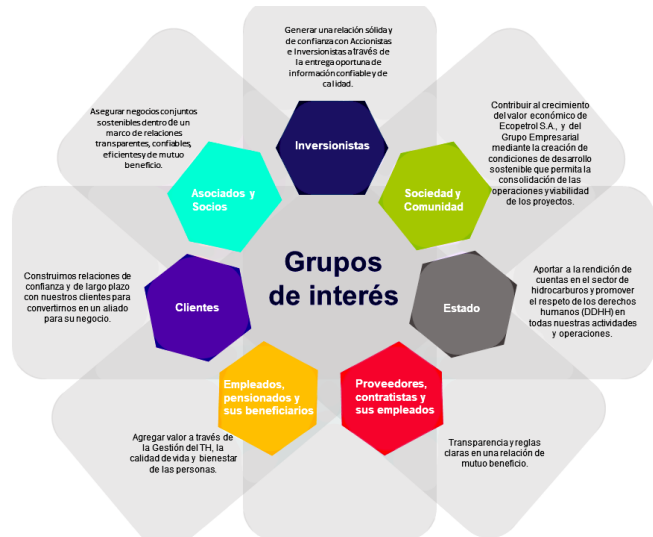 Generar una relación sólida y
de confianza con Accionistas
e Inversionistas a través de
la entrega oportuna de
información confiable y de
calidad.
Inversionistas
Asegurar negocios conjuntos
sostenibles dentro de un
marco de relaciones
transparentes, confiables,
eficientes y de mutuo
beneficio.
Asociados y
Socios
Contribuir al crecimiento
del valor económico de
Ecopetrol S.A., y del
Grupo Empresarial
mediante la creación de
condiciones de desarrollo
sostenible que permita la
consolidación de las
operaciones y viabilidad
de los proyectos.
Sociedad y
Comunidad
Grupos
de interés
Construimos relaciones de
confianza y de largo plazo
con nuestros clientes para
convertirnos en un aliado
para su negocio.
Clientes
Estado
Aportar a la rendición de
cuentas en el sector de
hidrocarburos y promover
el respeto de los derechos
humanos (DDHH) en
todas nuestras actividades
y operaciones.
Empleados,
pensionados y
sus beneficiarios
Proveedores,
contratistas y
sus empleados
Agregar valor a través de
la Gestión del TH, la
calidad de vida y bienestar
de las personas.
Transparencia y reglas
claras en una relación de
mutuo beneficio.